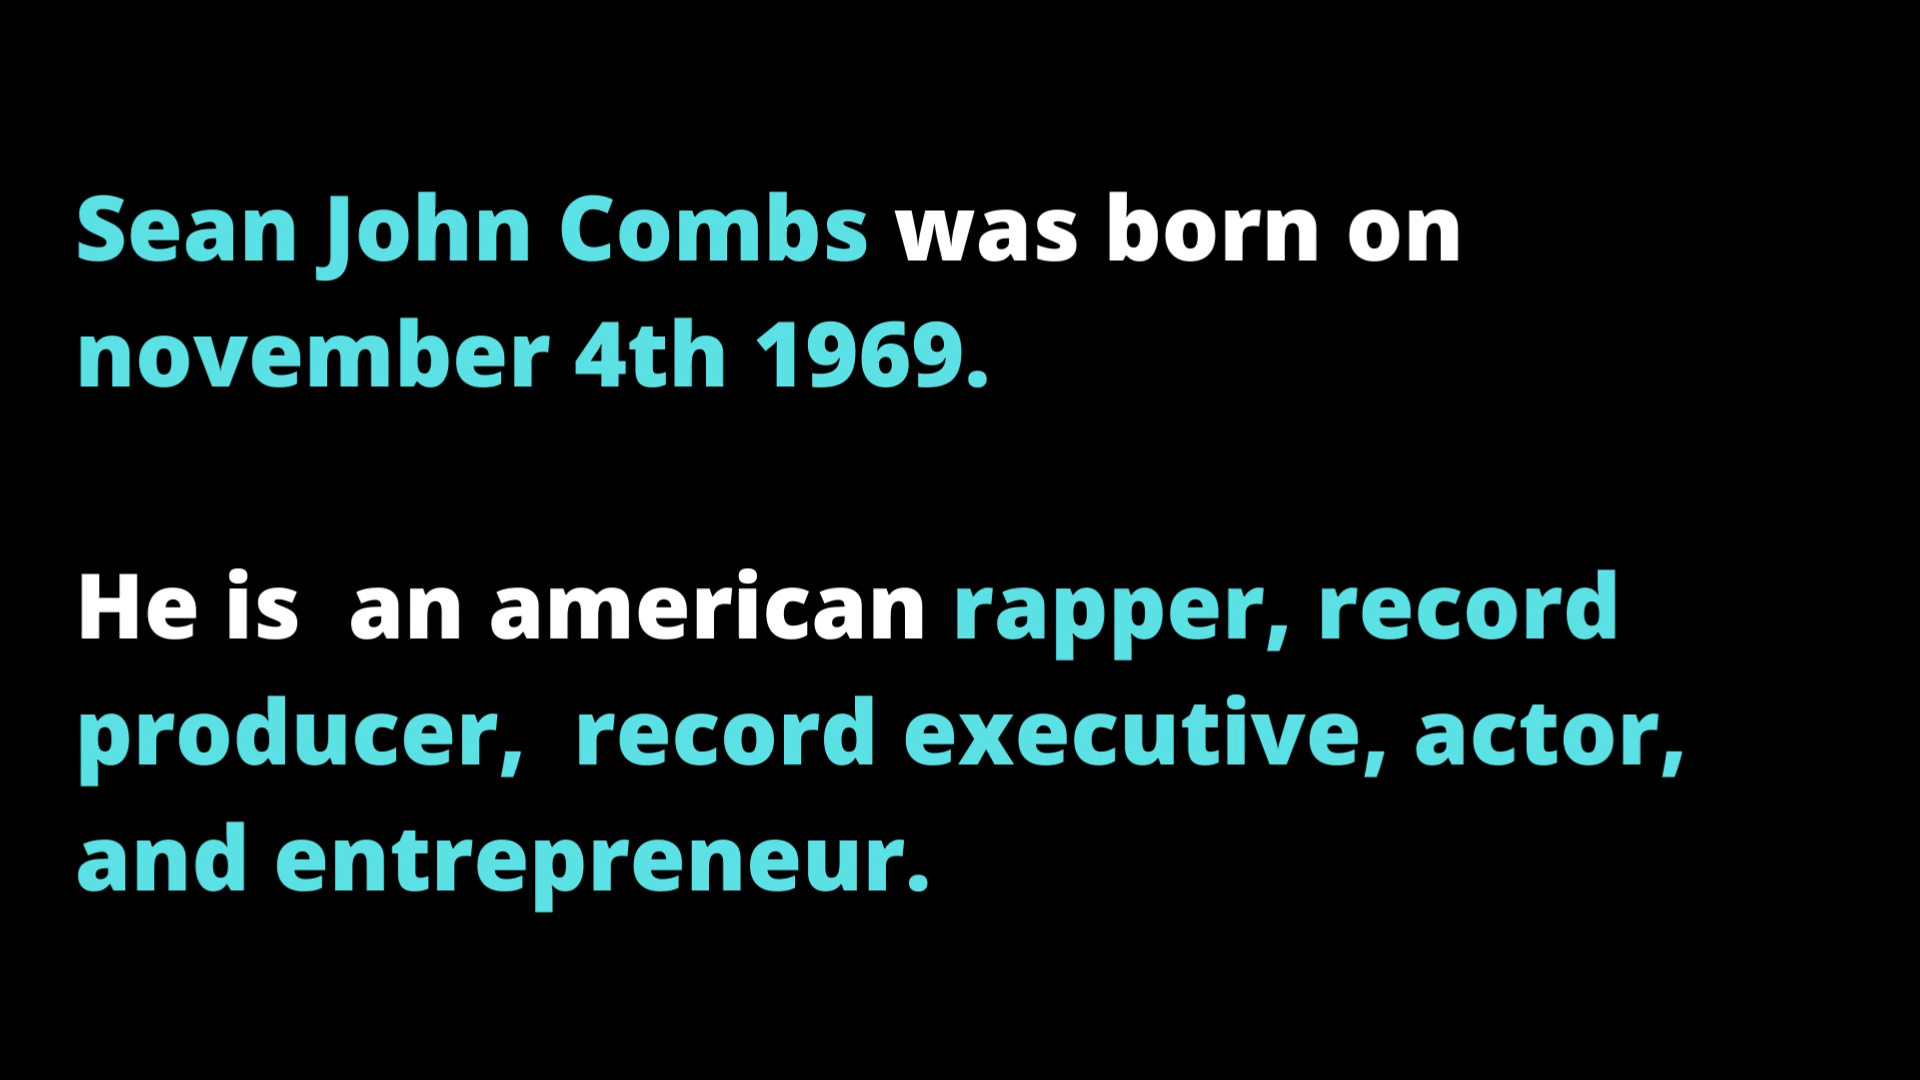 Sean John Combs was born on
november 4th 1969.
He is  an american rapper, record
producer,  record executive, actor,
and entrepreneur.